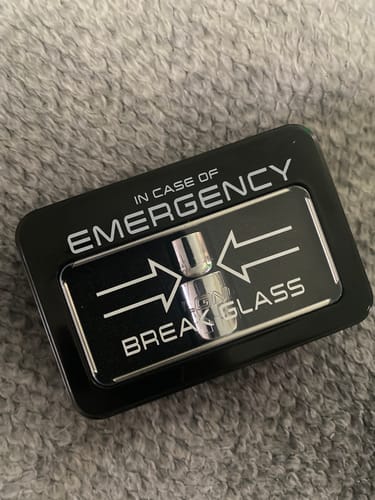 IN CASE OF
EMERGENCY
BREAK GLASS